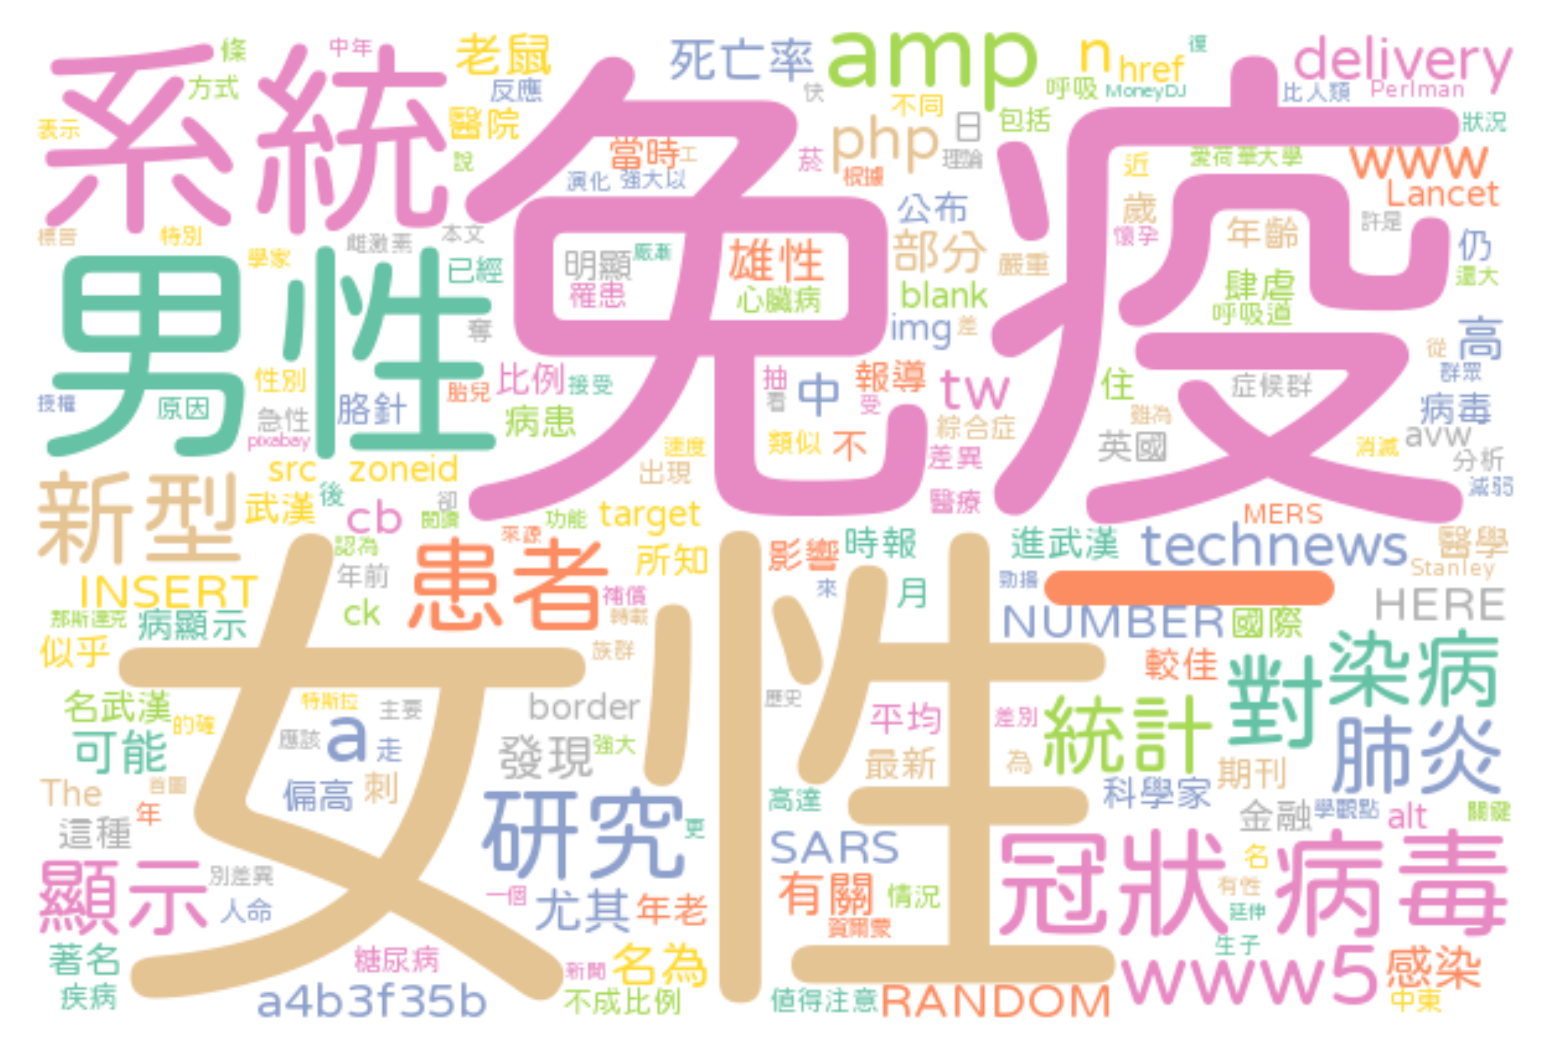 系統
條
中年
方式
表示
標普
特別
老鼠
反應
醫院
說
死亡率
amp
n
href
復
delivery
呼吸
MoneyDJ
比人類
Perlman
快
不同
包括
狀況
php
日
理論
當時
工
菸
根據
演化
強大以
近
愛荷華大學
www
Lancet
免疫
公布
歲
懷孕
年齡
許是
仍
還大
雌激素
本文
學家
已經
男性
明顯
罹患
雄性
心臟病
部分
嚴重
blank
肆虐
呼吸道
奪
img
差
高
從
群眾
性別
胎兒
比例
接受
抽
看
中
報導
受
tw
住
症候群
授權
原因
急性
胳針
病患
pixabay
類似
不
綜合症
雖為
病毒
avw
英國
消滅
分析
減弱
src
zoneid
速度
出現
差異
醫療
新型
武漢
後
cb
卻
閱讀
功能
target
MERS
認為
來源
患者
所知
影響
時報
進武漢
technews
醫學
Stanley
INSERT
年前
補償
轉載
來
月
一
NUMBER
國際
HERE
ck
病顯示
似乎
族群
女性
較佳
對
染病
名武漢
的確
特斯拉
主要
border
歷史
平均
差別
統計
可能
應該
a
走
發現
強大
最新
為
肺炎
The
首圖
年
偏高
刺
高達
科學家
期刊
這種
研究
更
金融
學觀點
alt
關鍵
SARS
冠狀病毒
名
顯示
別差異
人命
一個
尤其
年老
有關
情況
賀爾蒙
有性
延伸
生子
著名
疾病
糖尿病
新聞
名為
www5
感染
中東
a4b3f35b
不成比例
值得注意
RANDOM